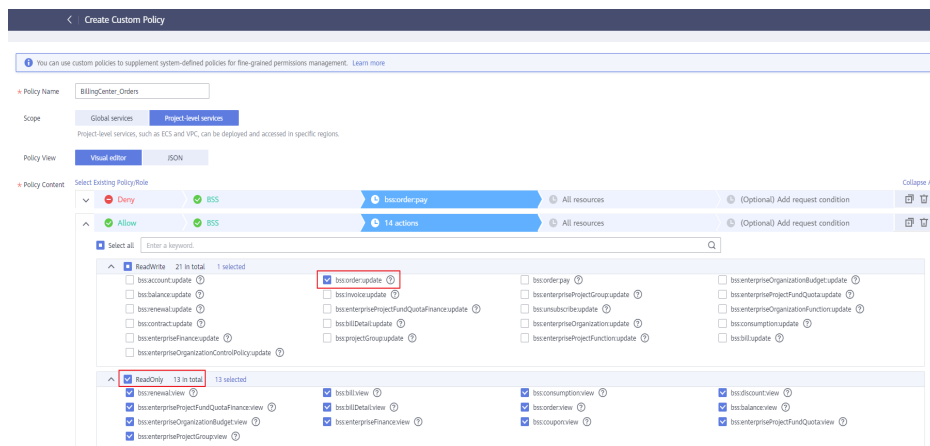 Create Custom Policy
You can use custom policies to supplement system-defined policies for fine-grained permissions management. Learn more
* Policy Name BillingCenter_Orders
Scope Global services Project-level services
Project-level services, such as ECS and VPC, can be deployed and accessed in specific regions.
Policy View Visual editor JSON
* Policy Content Select Existing Policy/Role Collapse A
Deny BSS bss:order:pay All resources (Optional) Add request condition
Allow BSS 14 actions All resources (Optional) Add request condition
Select all Enter a keyword.
ReadWrite 21 in total 1 selected
bss:account:update bss:order:update bss:order:pay bss:enterpriseOrganizationBudget:update
bss:balance:update bss:invoice:update bss:enterpriseProjectGroup:update bss:enterpriseProjectFundQuota:update
bss:renewal:update bss:enterpriseProjectFundQuotaFinance:update bss:unsubscribe:update bss:enterpriseOrganizationFunction:update
bss:contract:update bss:billDetail:update bss:enterpriseOrganization:update bss:consumption:update
bss:enterpriseFinance:update bss:projectGroup:update bss:enterpriseProjectFunction:update bss:bill:update
bss:enterpriseOrganizationControlPolicy:update
ReadOnly 13 in total 13 selected
bss:renewal:view bss:bill:view bss:consumption:view bss:discount:view
bss:enterpriseProjectFundQuotaFinance:view bss:billDetail:view bss:order:view bss:balance:view
bss:enterpriseOrganizationBudget:view bss:enterpriseFinance:view bss:coupon:view bss:enterpriseProjectFundQuota:view
bss:enterpriseProjectGroup:view